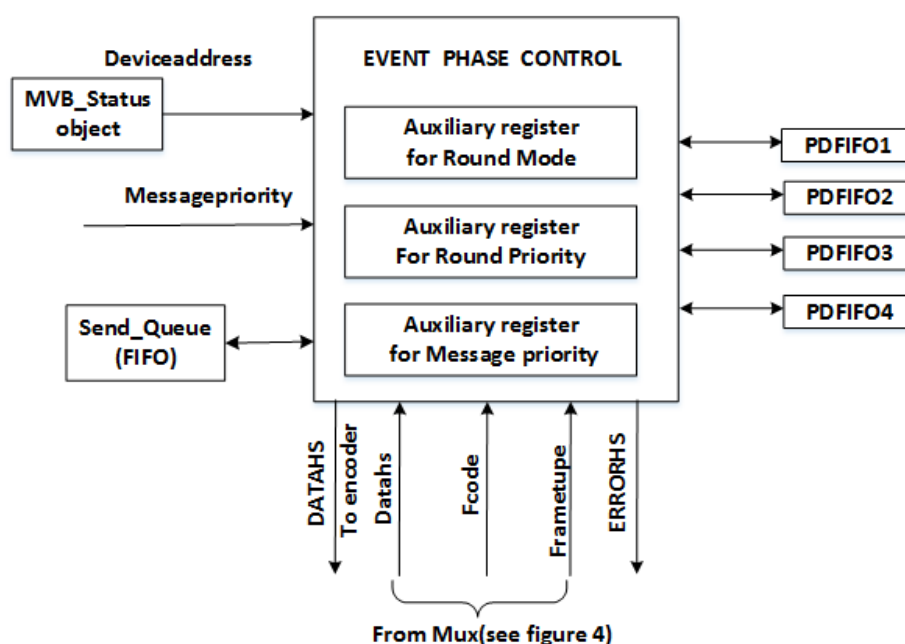 Deviceaddress
MVB_Status
object
Messagepriority
Send_Queue
(FIFO)
EVENT PHASE CONTROL
Auxiliary register
for Round Mode
Auxiliary register
For Round Priority
Auxiliary register
for Message priority
PDFIFO1
PDFIFO2
PDFIFO3
PDFIFO4
DATAHS
To encoder
Datahs
Fcode
Frametupe
ERRORHS
From Mux(see figure 4)